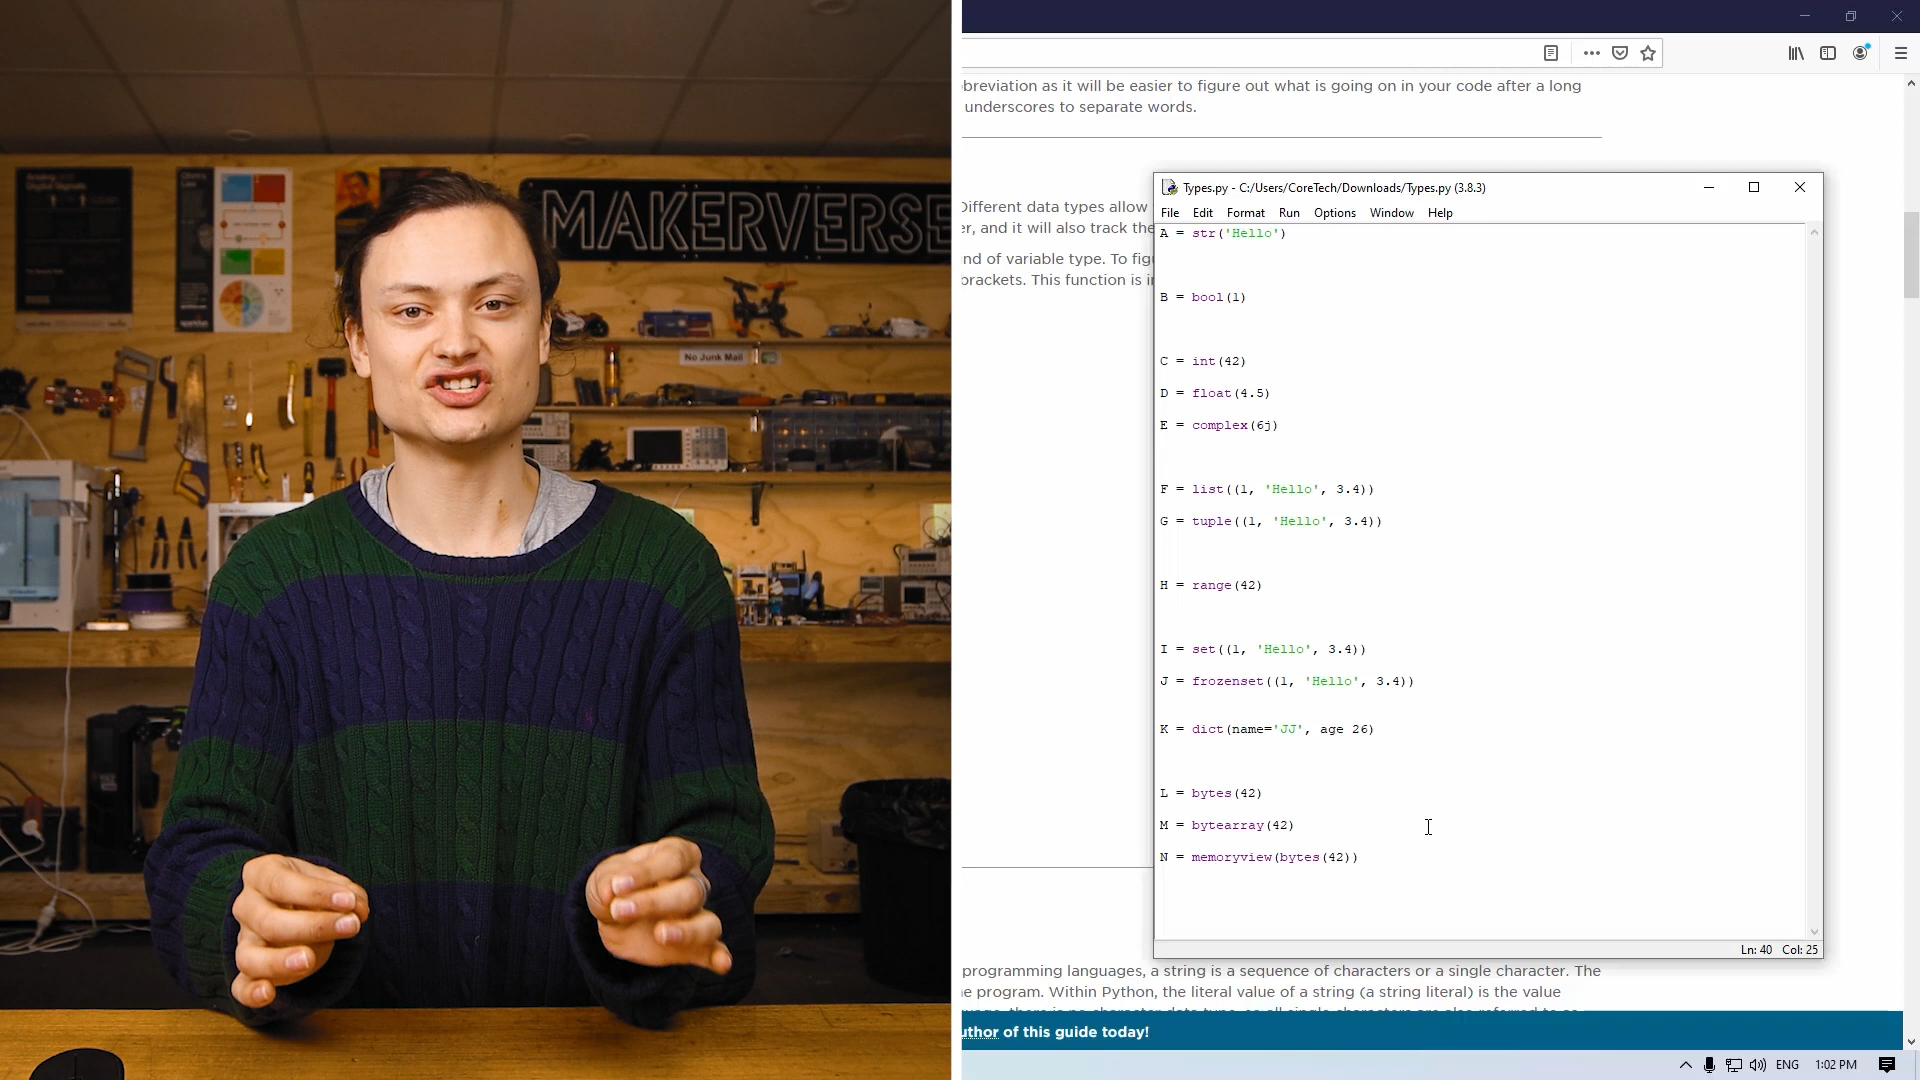 MAKERVERSE
No Junk Mail
breviation as it will be easier to figure out what is going on in your code after a long
underscores to separate words.
Different data types allow
er, and it will also track the
nd of variable type. To fig
brackets. This function is i
Types.py - C:/Users/CoreTech/Downloads/Types.py (3.8.3)
File Edit Format Run Options Window Help
A = str('Hello')
B = bool(1)
C = int(42)
D = float(4.5)
E = complex(6j)
F = list((1, 'Hello', 3.4))
G = tuple((1, 'Hello', 3.4))
H = range(42)
I = set((1, 'Hello', 3.4))
J = frozenset((1, 'Hello', 3.4))
K = dict(name='JJ', age 26)
L = bytes(42)
M = bytearray(42)
N = memoryview(bytes(42))
Ln: 40 Col: 25
programming languages, a string is a sequence of characters or a single character. The
e program. Within Python, the literal value of a string (a string literal) is the value
uthor of this guide today!
ENG 1:02 PM